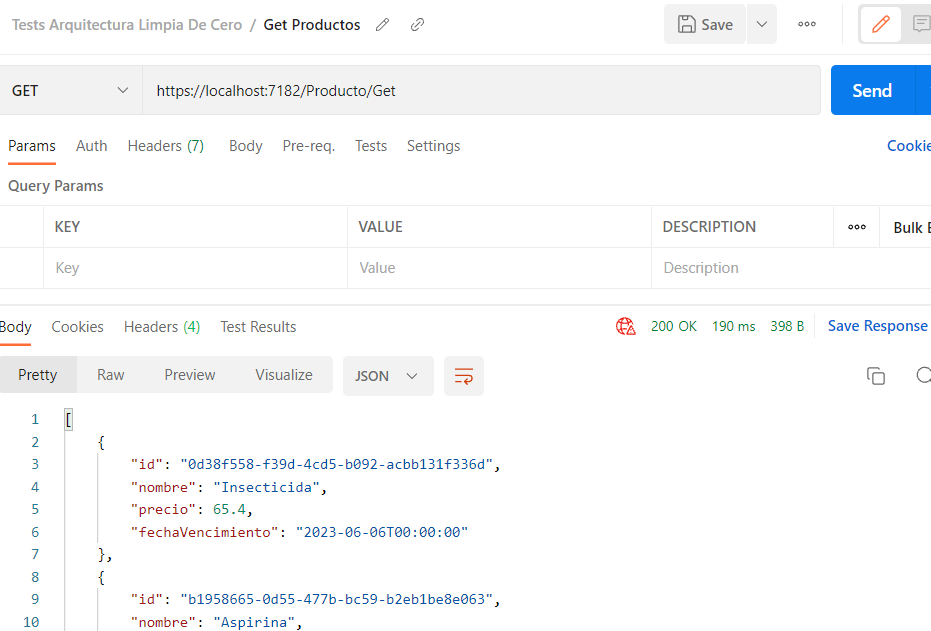 Tests Arquitectura Limpia De Cero / Get Productos
Save
GET
https://localhost:7182/Producto/Get
Send
Params Auth Headers (7) Body Pre-req. Tests Settings
Cookie
Query Params
KEY VALUE DESCRIPTION
Bulk E
Key Value Description
Body Cookies Headers (4) Test Results
200 OK 190 ms 398 B Save Response
Pretty Raw Preview Visualize JSON
1 [
2 {
3 "id": "0d38f558-f39d-4cd5-b092-acbb131f336d",
4 "nombre": "Insecticida",
5 "precio": 65.4,
6 "fechaVencimiento": "2023-06-06T00:00:00"
7 },
8 {
9 "id": "b1958665-0d55-477b-bc59-b2eb1be8e063",
10 "nombre": "Aspirina",